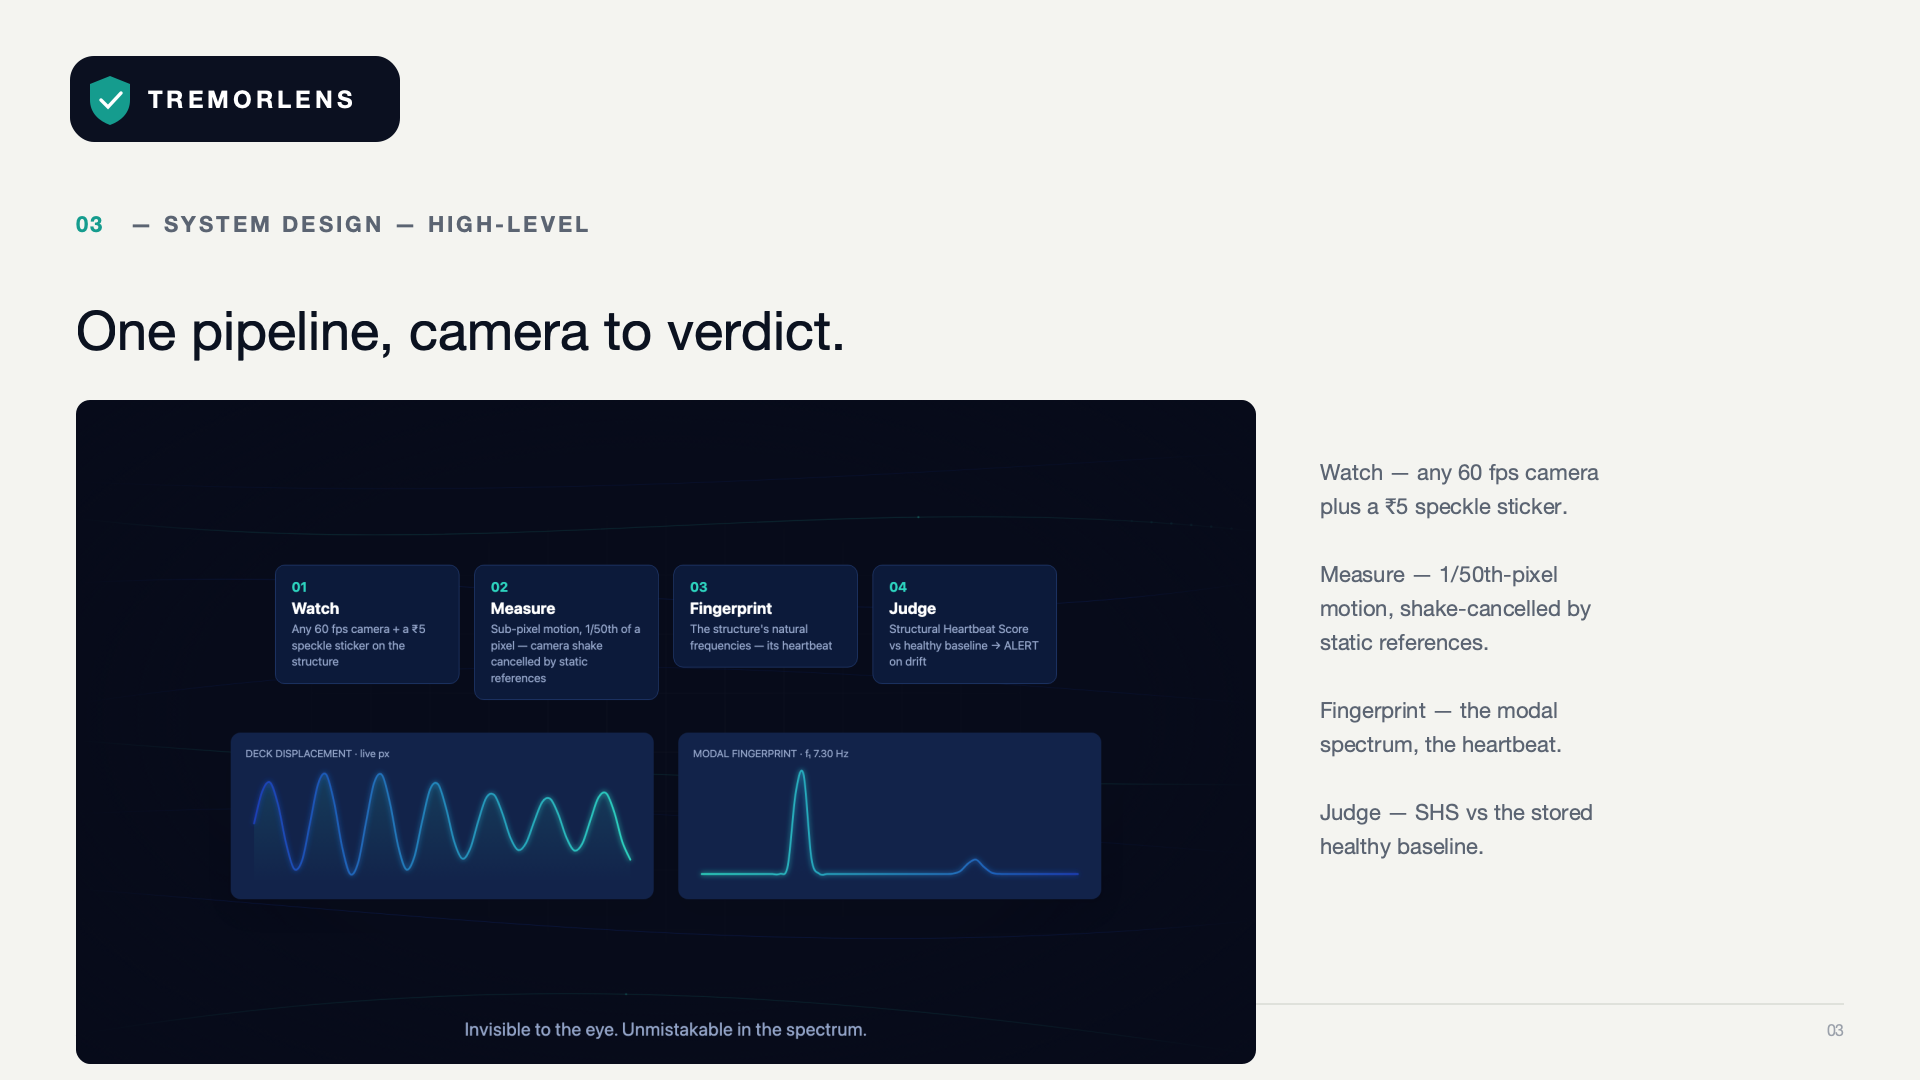 TREMORLENS
03 — SYSTEM DESIGN — HIGH-LEVEL
One pipeline, camera to verdict.
01
Watch
Any 60 fps camera + a ₹5
speckle sticker on the
structure
02
Measure
Sub-pixel motion, 1/50th of a
pixel — camera shake
cancelled by static
references
03
Fingerprint
The structure's natural
frequencies — its heartbeat
04
Judge
Structural Heartbeat Score
vs healthy baseline → ALERT
on drift
DECK DISPLACEMENT · live px
MODAL FINGERPRINT · f₁ 7.30 Hz
Invisible to the eye. Unmistakable in the spectrum.
Watch — any 60 fps camera
plus a ₹5 speckle sticker.
Measure — 1/50th-pixel
motion, shake-cancelled by
static references.
Fingerprint — the modal
spectrum, the heartbeat.
Judge — SHS vs the stored
healthy baseline.
03